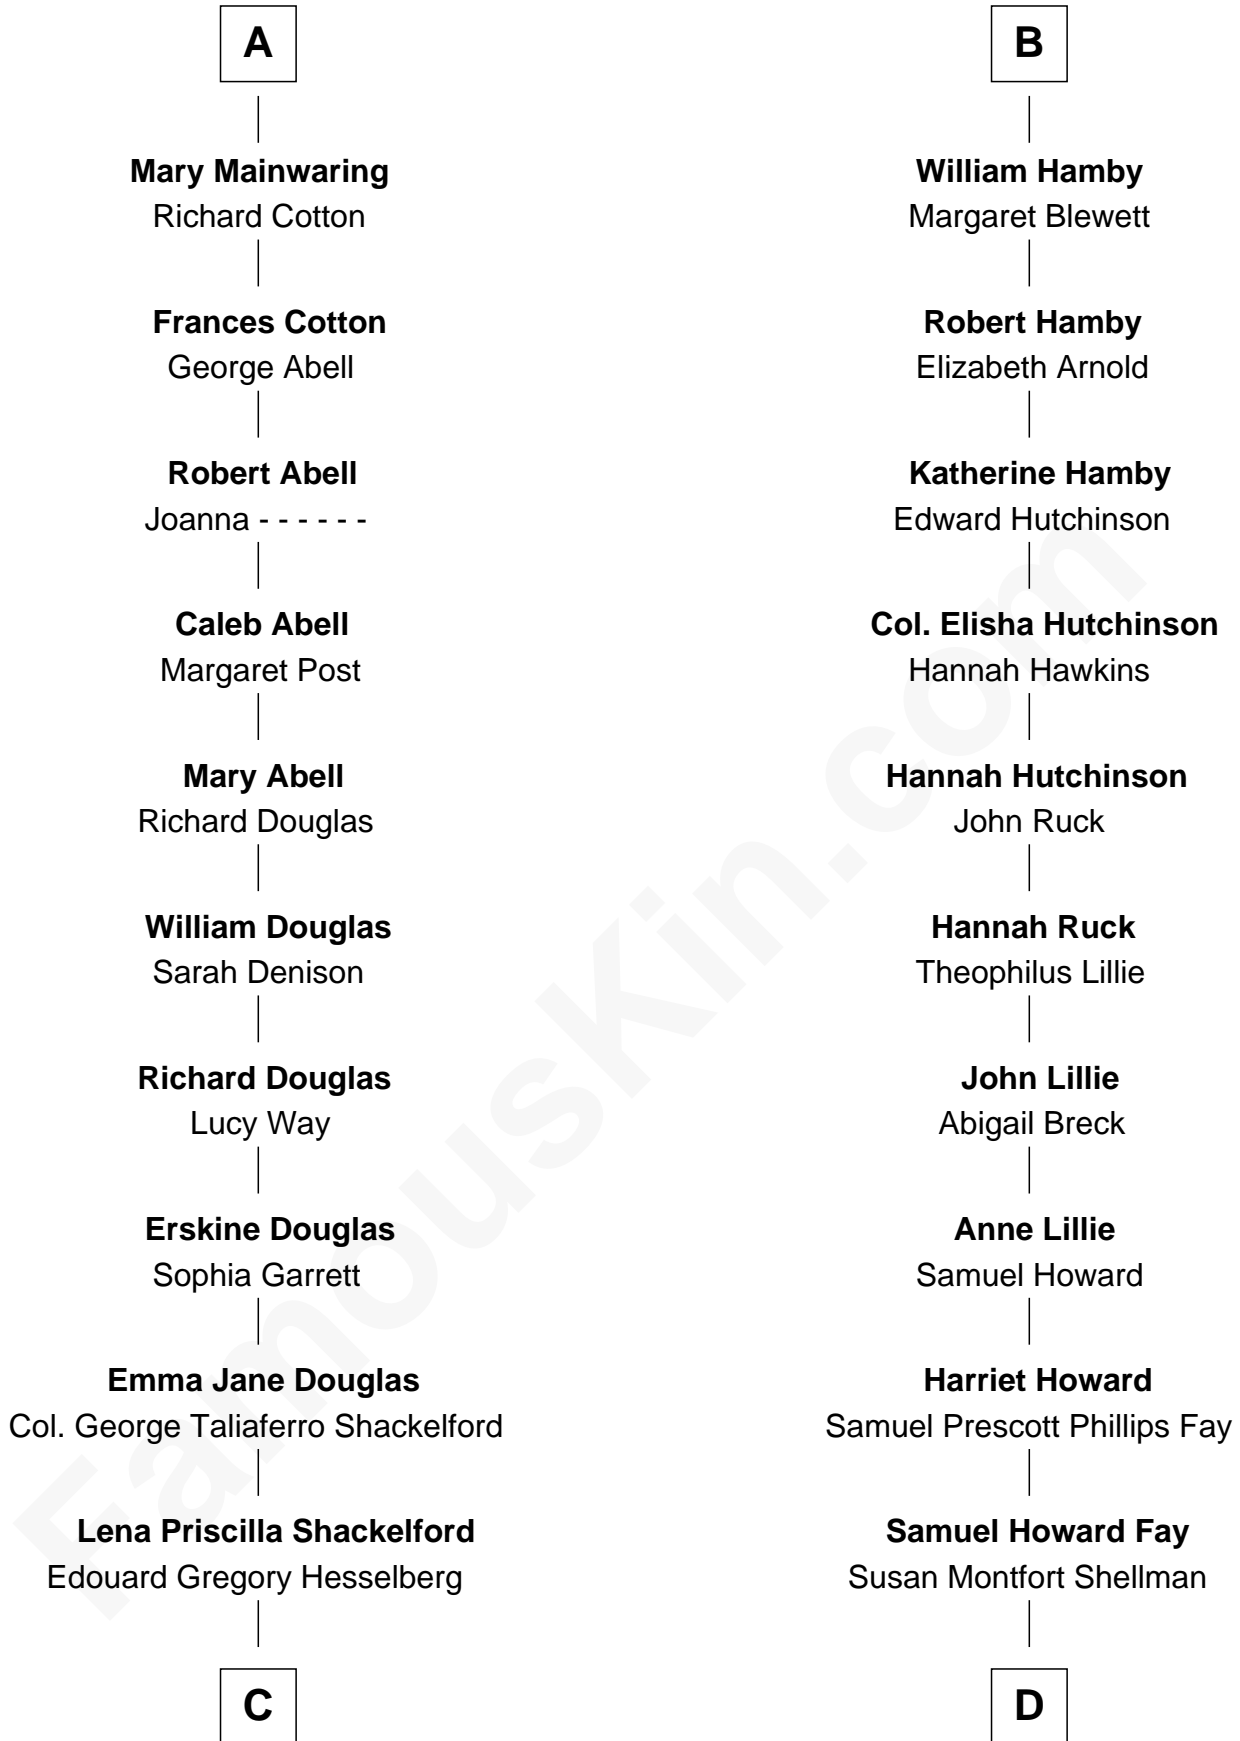 A
Mary Mainwaring
Richard Cotton
Frances Cotton
George Abell
Robert Abell
Joanna - - - - - -
Caleb Abell
Margaret Post
Mary Abell
Richard Douglas
William Douglas
Sarah Denison
Richard Douglas
Lucy Way
Erskine Douglas
Sophia Garrett
Emma Jane Douglas
Col. George Taliaferro Shackelford
Lena Priscilla Shackelford
Edouard Gregory Hesselberg
C
B
William Hamby
Margaret Blewett
Robert Hamby
Elizabeth Arnold
Katherine Hamby
Edward Hutchinson
Col. Elisha Hutchinson
Hannah Hawkins
Hannah Hutchinson
John Ruck
Hannah Ruck
Theophilus Lillie
John Lillie
Abigail Breck
Anne Lillie
Samuel Howard
Harriet Howard
Samuel Prescott Phillips Fay
Samuel Howard Fay
Susan Montfort Shellman
D
FamousKin.com